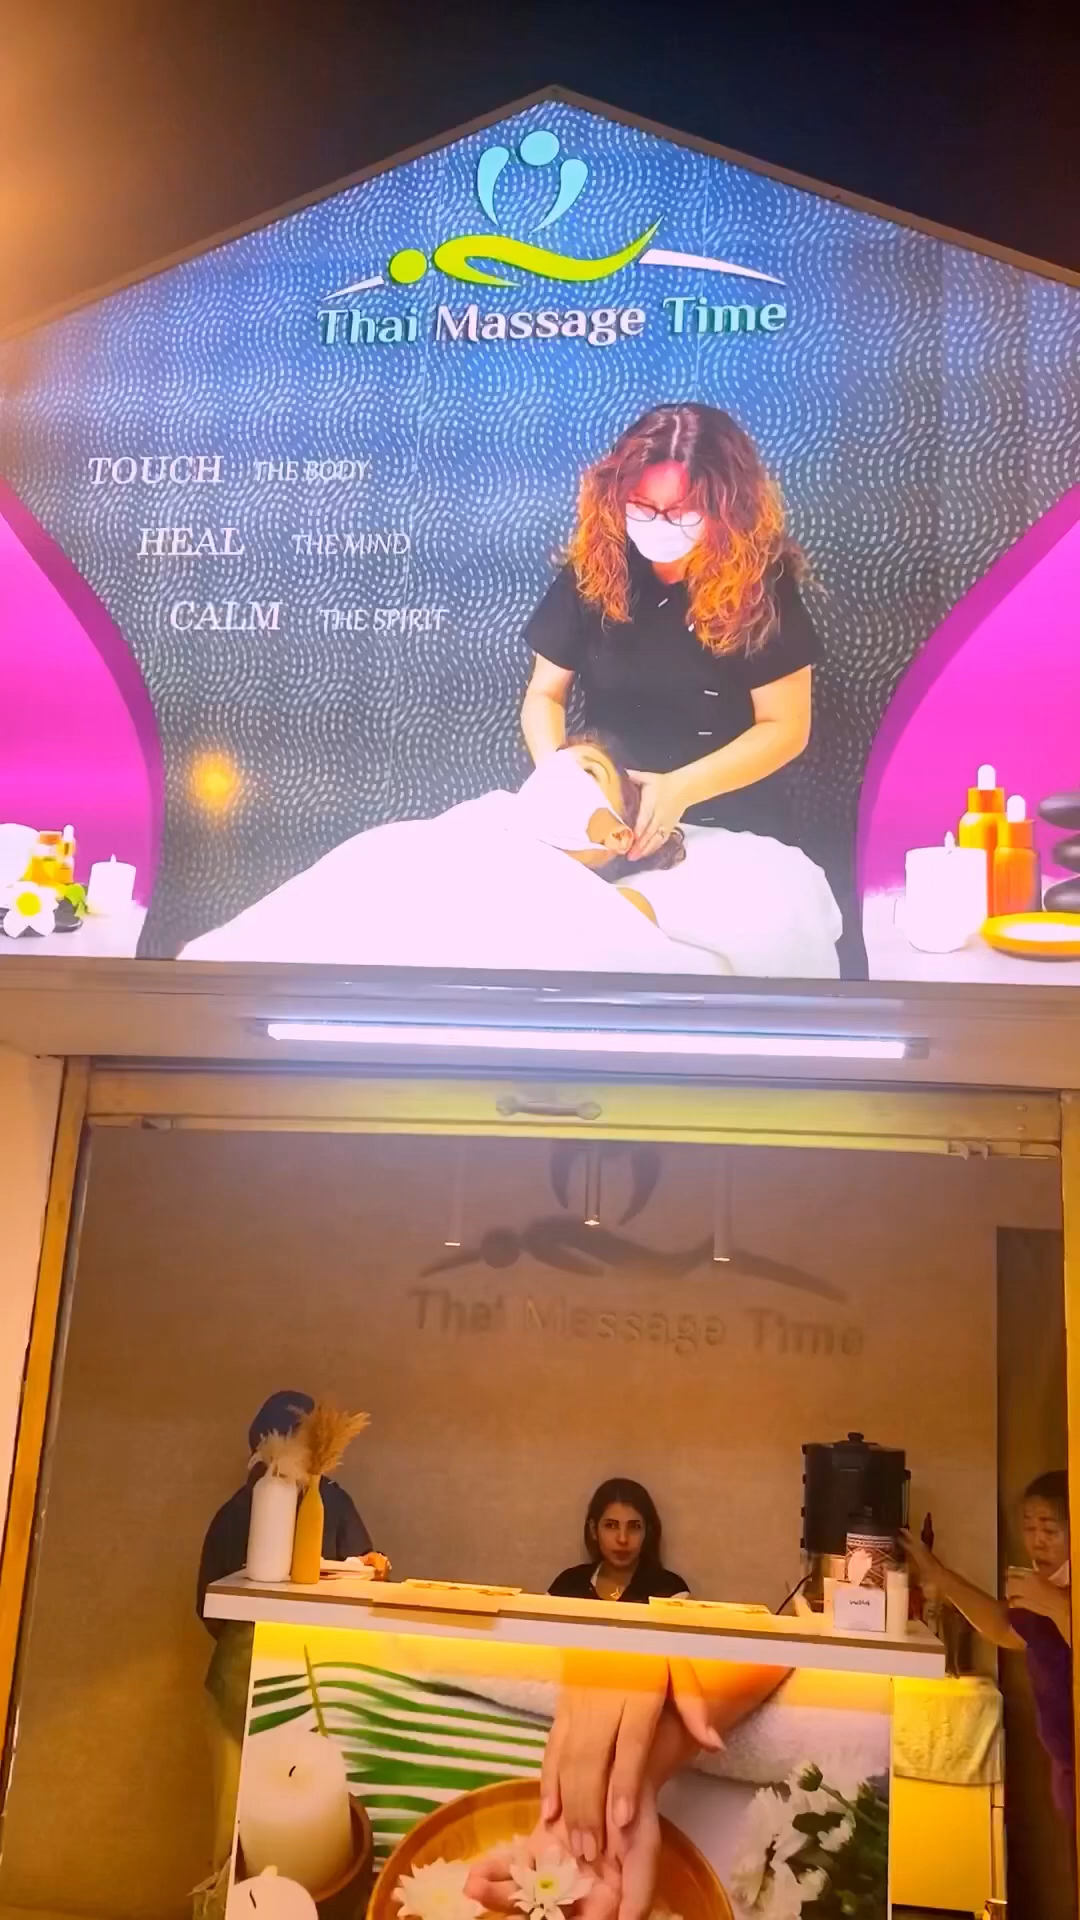 Thai Massage Time
TOUCH THE BODY
HEAL THE MIND
CALM THE SPIRIT
Thai Massage Time